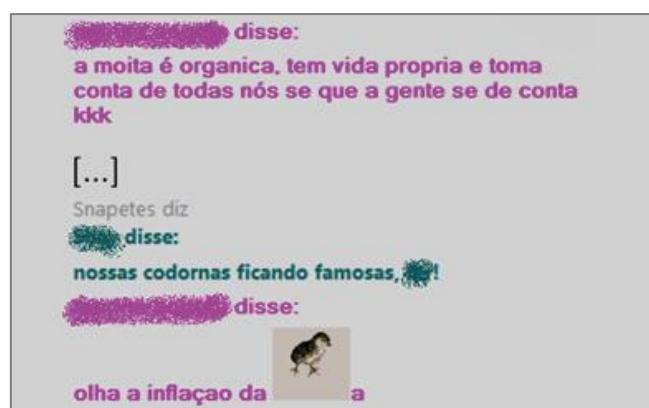 disse:
a moita é organica, tem vida propria e toma
conta de todas nós se que a gente se de conta
kkk
[...]
Snapetes diz
disse:
nossas codornas ficando famosas, !
disse:
olha a inflaçao da a